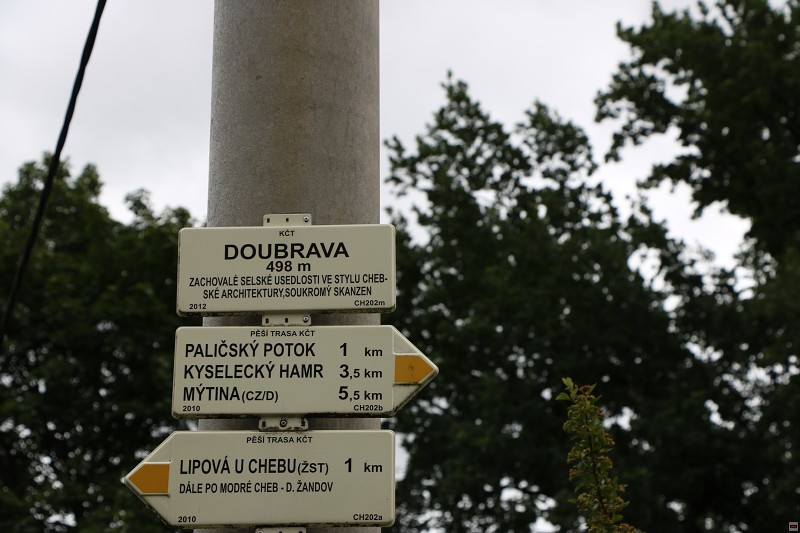 KČT
DOUBRAVA
498 m
ZACHOVALÉ SELSKÉ USEDLOSTI VE STYLU CHEB-
SKÉ ARCHITEKTURY,SOUKROMÝ SKANZEN
2012 CH202m
PĚŠÍ TRASA KČT
PALIČSKÝ POTOK 1 km
KYSELECKÝ HAMR 3,5 km
MÝTINA(CZ/D) 5,5 km
2010 CH202b
PĚŠÍ TRASA KČT
LIPOVÁ U CHEBU(ŽST) 1 km
DÁLE PO MODRÉ CHEB - D. ŽANDOV
2010 CH202a